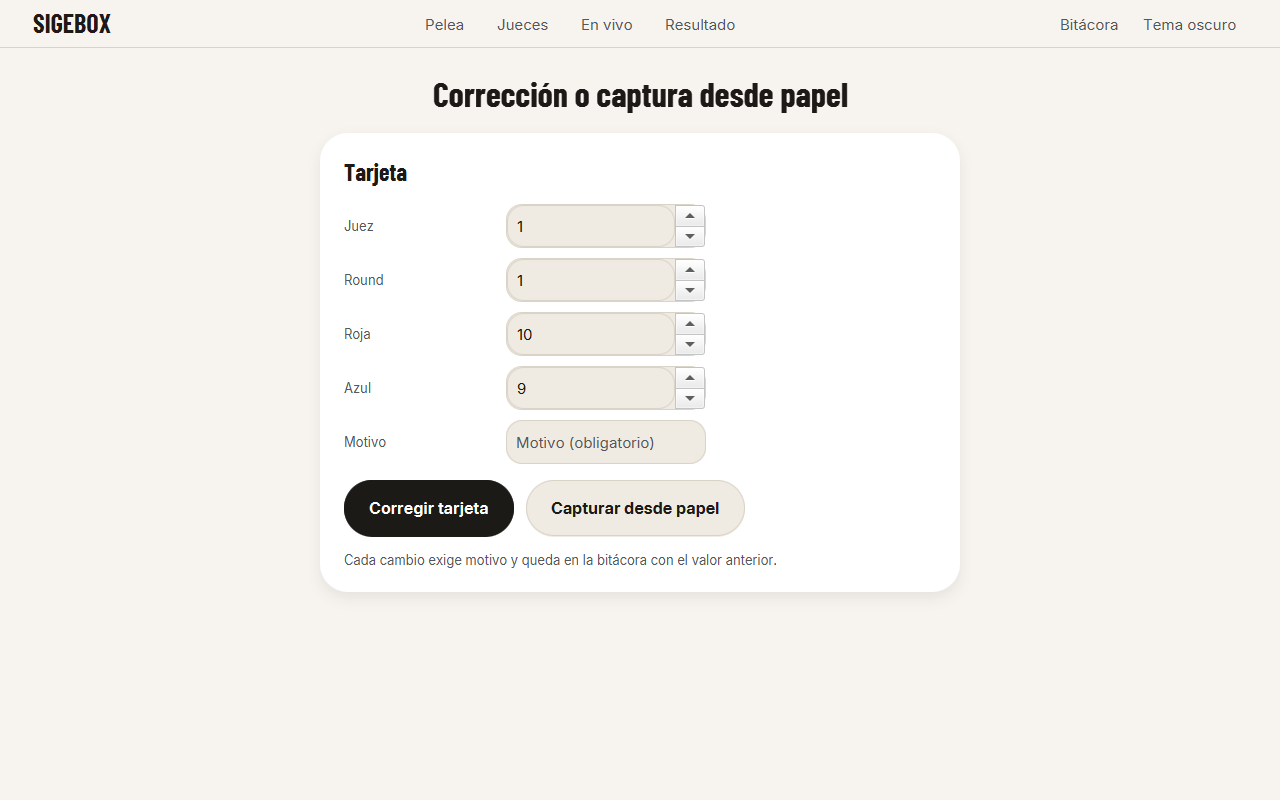 SIGEBOX Pelea Jueces En vivo Resultado Bitácora Tema oscuro
Corrección o captura desde papel
Tarjeta
Juez 1
Round 1
Roja 10
Azul 9
Motivo Motivo (obligatorio)
Corregir tarjeta Capturar desde papel
Cada cambio exige motivo y queda en la bitácora con el valor anterior.